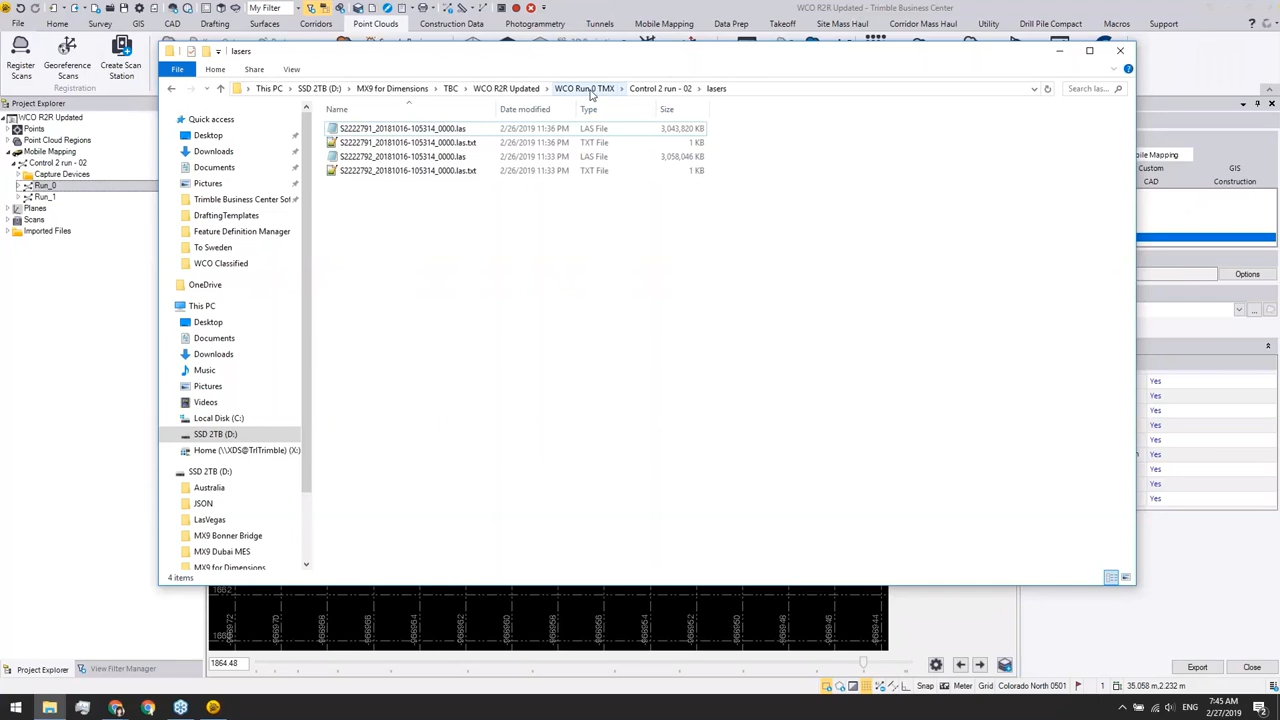 My Filter
WCO R2R Updated - Trimble Business Center
File Home Survey GIS CAD Drafting Surfaces Corridors Point Clouds Construction Data Photogrammetry Tunnels Mobile Mapping Data Prep Takeoff Site Haul Corridor Mass Haul Utility Drill Pile Compact Macros Support
Register Scans
Georeference Scans
Create Scan Station
Registration
Project Explorer
WCO R2R Updated
Points
Point Cloud Regions
Mobile Mapping
Control 2 run - 02
Capture Devices
Run_0
Run_1
Planes
Scans
Imported Files
lasers
File Home Share View
This PC > SSD 2TB (D:) > MX9 for Dimensions > TBC > WCO R2R Updated > WCO Run 0 TMX > Control 2 run - 02 > lasers
Search las...
Name Date modified Type Size
S2222791_20181016-105314_0000.las 2/26/2019 11:36 PM LAS File 3,043,820 KB
S2222791_20181016-105314_0000.las.txt 2/26/2019 11:36 PM TXT File 1 KB
S2222792_20181016-105314_0000.las 2/26/2019 11:33 PM LAS File 3,058,046 KB
S2222792_20181016-105314_0000.las.txt 2/26/2019 11:33 PM TXT File 1 KB
Quick access
Desktop
Downloads
Documents
Pictures
Trimble Business Center Sol
DraftingTemplates
Feature Definition Manager
To Sweden
WCO Classified
OneDrive
This PC
Desktop
Documents
Downloads
Music
Pictures
Videos
Local Disk (C:)
SSD 2TB (D:)
Home (\\XDS@TrlTrimble) (X:)
SSD 2TB (D:)
Australia
JSON
LasVegas
MX9 Bonner Bridge
MX9 Dubai MES
MX9 for Dimensions
4 items
Mobile Mapping
Custom GIS
CAD Construction
Options
...
Yes
Yes
Yes
Yes
Yes
Yes
Yes
Yes
Yes
1662
1864.48
Project Explorer View Filter Manager
Export Close
Snap Meter Grid Colorado North 0501 1 35.058 m,2.232 m
ENG 7:45 AM
2/27/2019
2